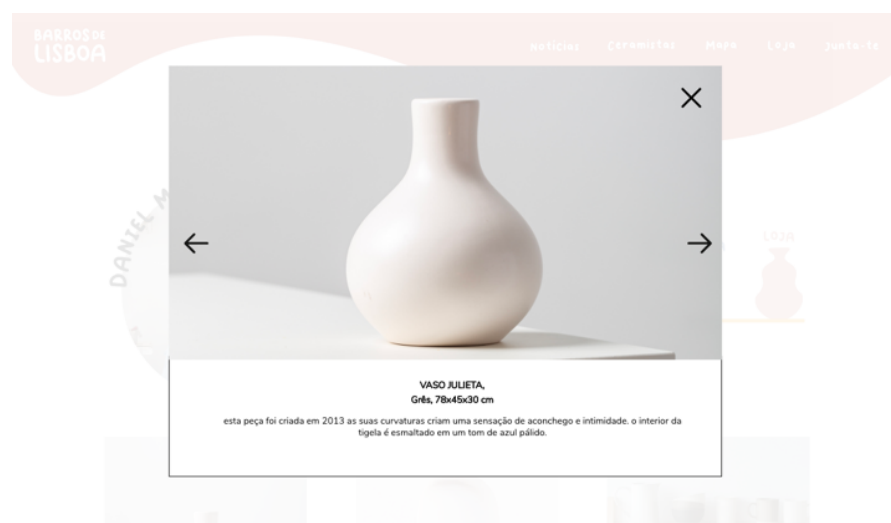 BARROS DE
LISBOA
Notícias Ceramistas Mapa Loja Junta-te
DANIEL M
LOJA
VASO JULIETA,
Grês, 78x45x30 cm
esta peça foi criada em 2013 as suas curvaturas criam uma sensação de aconchego e intimidade. o interior da
tigela é esmaltado em um tom de azul pálido.